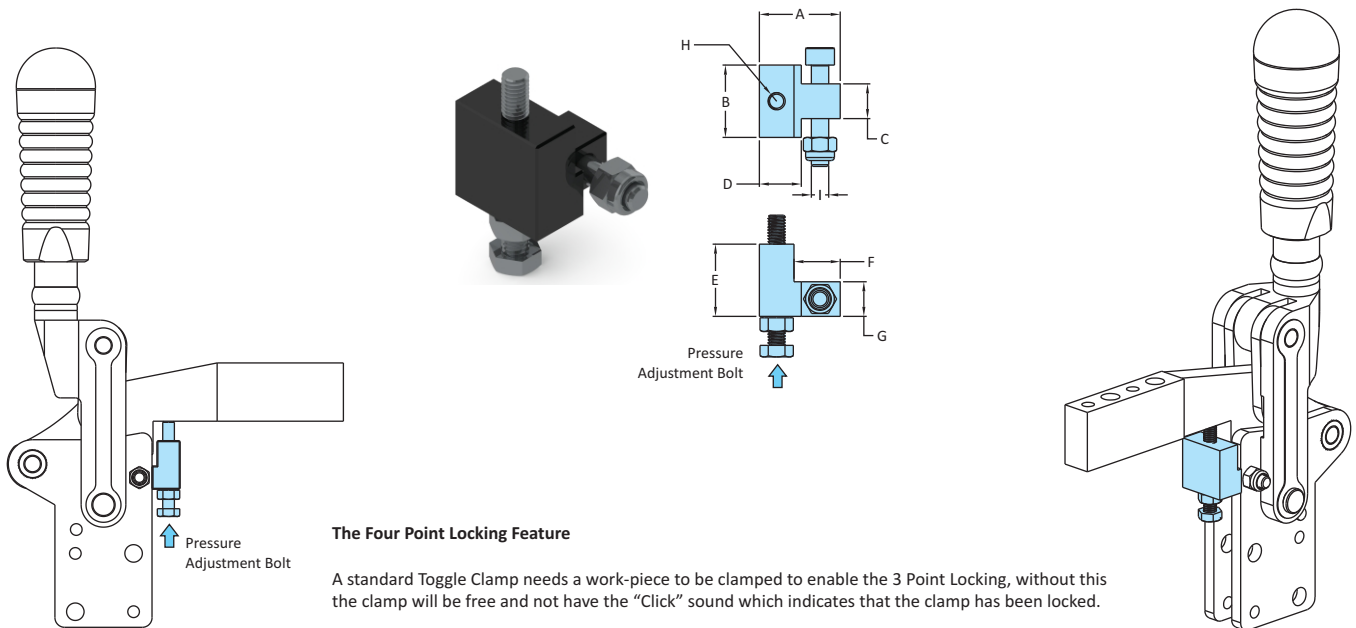 A
H
B
C
D
I
E
F
G
Pressure
Adjustment Bolt
Pressure
Adjustment Bolt
The Four Point Locking Feature
A standard Toggle Clamp needs a work-piece to be clamped to enable the 3 Point Locking, without this
the clamp will be free and not have the “Click” sound which indicates that the clamp has been locked.